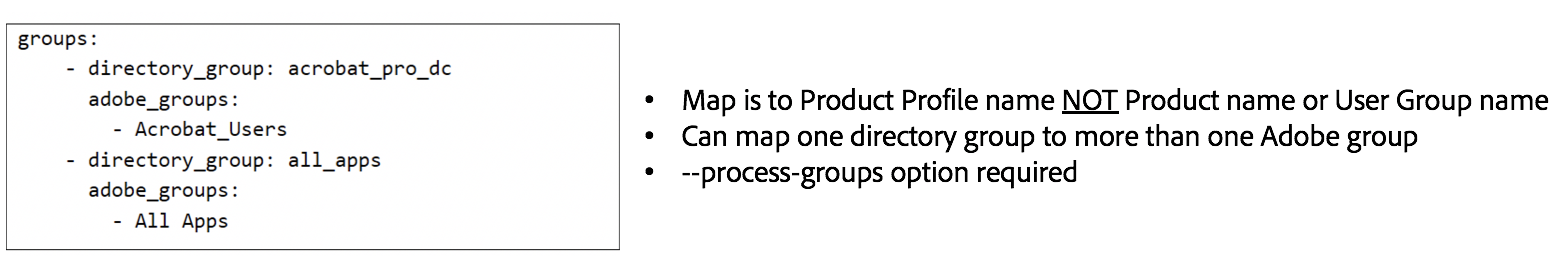 groups:
- directory_group: acrobat_pro_dc
adobe_groups:
- Acrobat_Users
- directory_group: all_apps
adobe_groups:
- All Apps
• Map is to Product Profile name NOT Product name or User Group name
• Can map one directory group to more than one Adobe group
• --process-groups option required